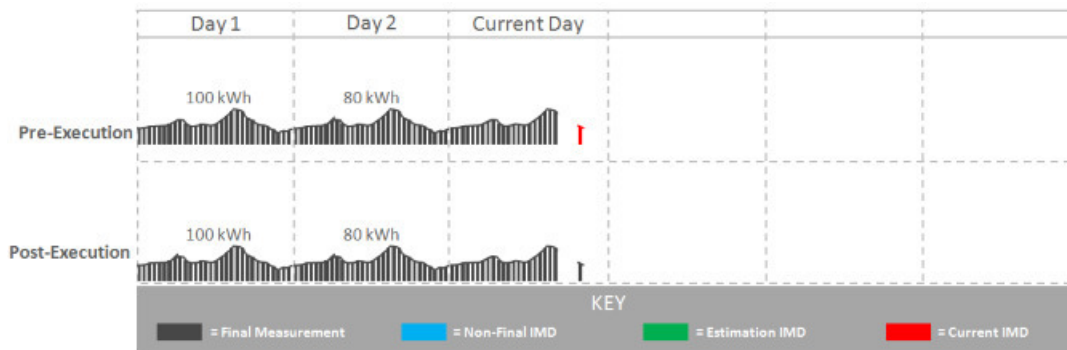 Day 1 Day 2 Current Day
100 kWh 80 kWh
Pre-Execution
100 kWh 80 kWh
Post-Execution
KEY
= Final Measurement = Non-Final IMD = Estimation IMD = Current IMD